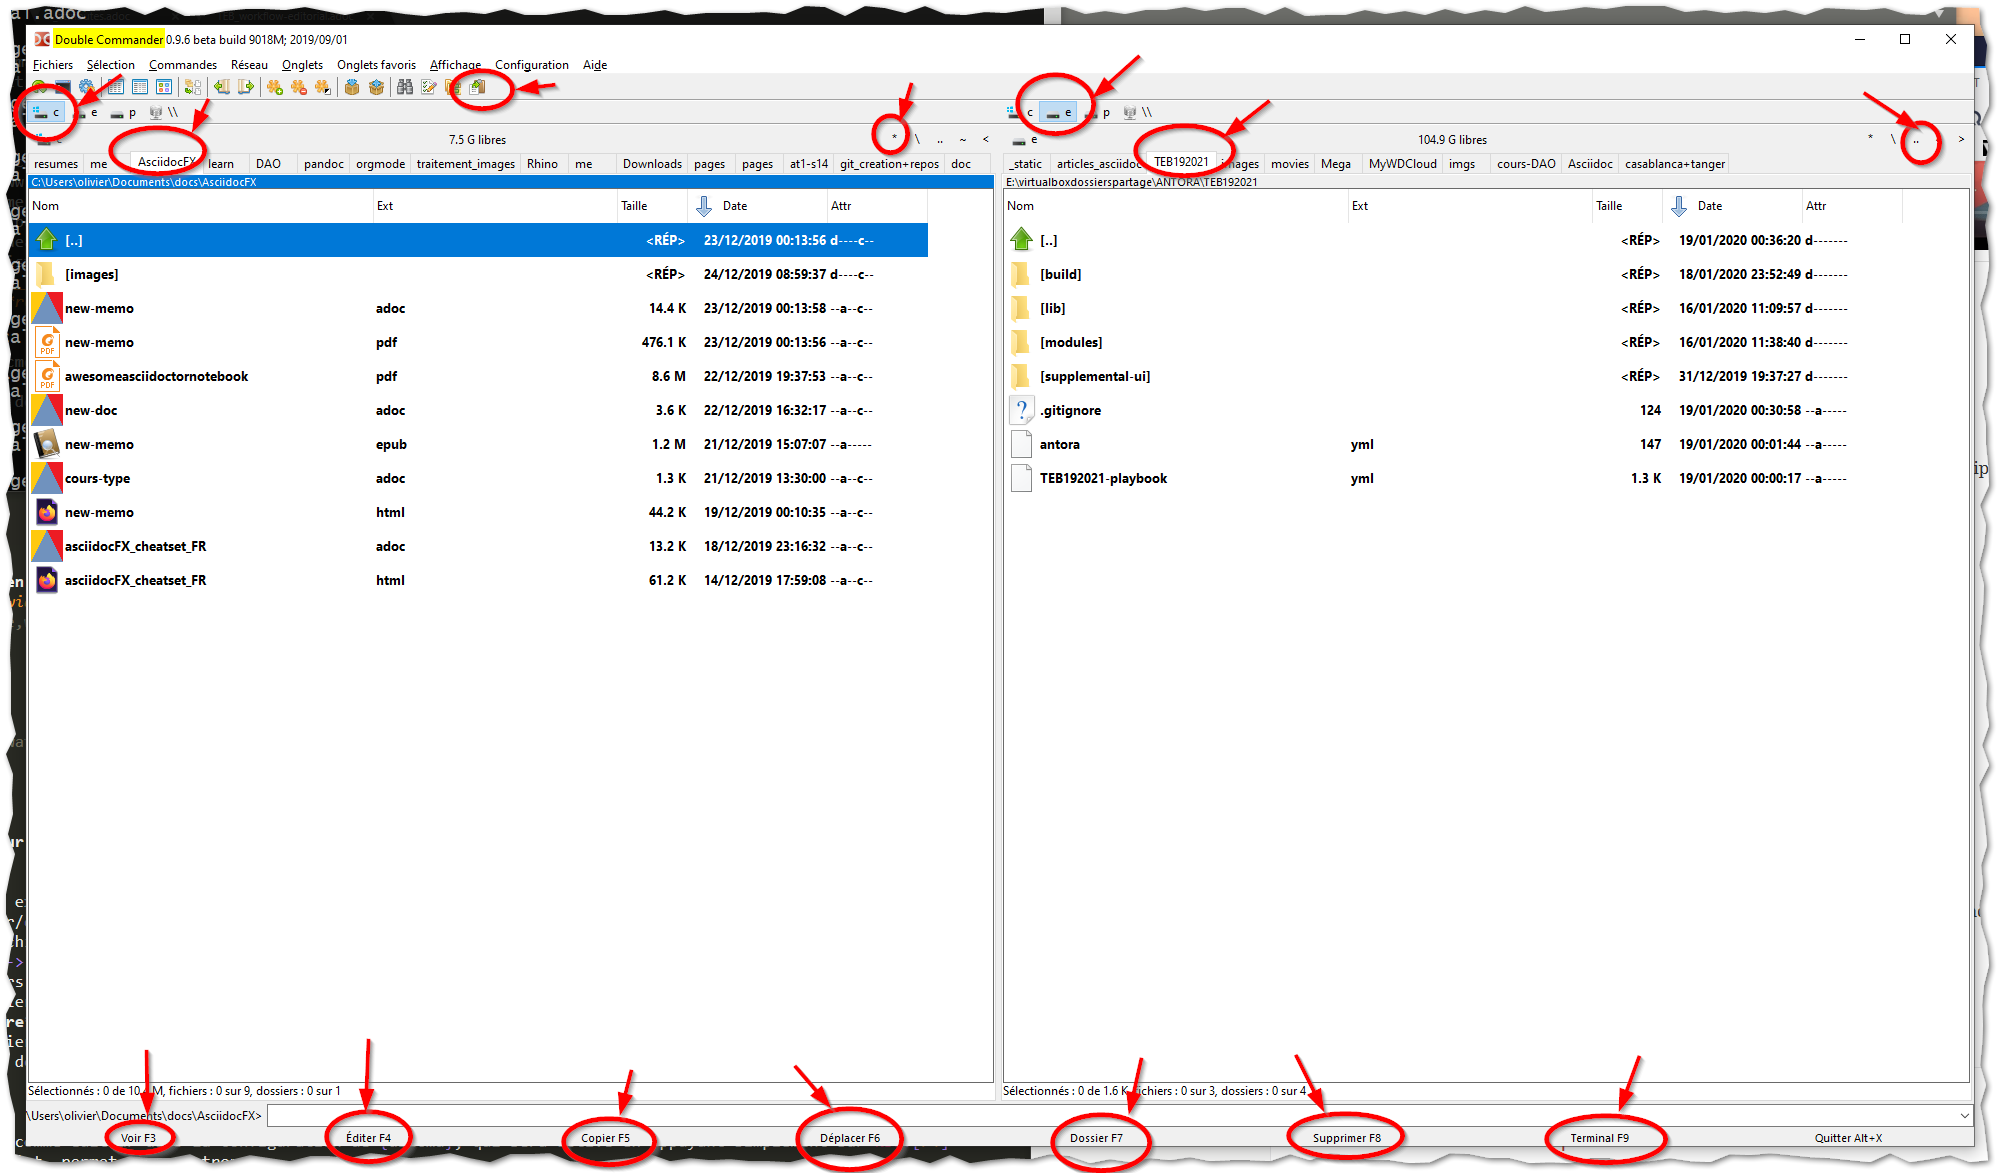 Double Commander 0.9.6 beta build 9018M; 2019/09/01
Fichiers Sélection Commandes Réseau Onglets Onglets favoris Affichage Configuration Aide
c e p \\
c e p \\
7.5 G libres * \ .. ~ <
e 104.9 G libres * \ .. >
resumes me AsciidocFX learn DAO pandoc orgmode traitement_images Rhino me Downloads pages pages at1-s14 git_creation+repos doc
_static articles_asciidoc TEB192021 images movies Mega MyWDCloud imgs cours-DAO Asciidoc casablanca+tanger
C:\Users\olivier\Documents\docs\AsciidocFX
Nom Ext Taille Date Attr
[..] <RÉP> 23/12/2019 00:13:56 d----c--
[images] <RÉP> 24/12/2019 08:59:37 d----c--
new-memo adoc 14.4 K 23/12/2019 00:13:58 --a--c--
new-memo pdf 476.1 K 23/12/2019 00:13:56 --a--c--
awesomeasciidoctornotebook pdf 8.6 M 22/12/2019 19:37:53 --a--c--
new-doc adoc 3.6 K 22/12/2019 16:32:17 --a--c--
new-memo epub 1.2 M 21/12/2019 15:07:07 --a-----
cours-type adoc 1.3 K 21/12/2019 13:30:00 --a--c--
new-memo html 44.2 K 19/12/2019 00:10:35 --a--c--
asciidocFX_cheatset_FR adoc 13.2 K 18/12/2019 23:16:32 --a--c--
asciidocFX_cheatset_FR html 61.2 K 14/12/2019 17:59:08 --a--c--
Sélectionnés : 0 de 10. M, fichiers : 0 sur 9, dossiers : 0 sur 1
E:\virtualboxdossierspartage\ANTORA\TEB192021
Nom Ext Taille Date Attr
[..] <RÉP> 19/01/2020 00:36:20 d-------
[build] <RÉP> 18/01/2020 23:52:49 d-------
[lib] <RÉP> 16/01/2020 11:09:57 d-------
[modules] <RÉP> 16/01/2020 11:38:40 d-------
[supplemental-ui] <RÉP> 31/12/2019 19:37:27 d-------
.gitignore 124 19/01/2020 00:30:58 --a-----
antora yml 147 19/01/2020 00:01:44 --a-----
TEB192021-playbook yml 1.3 K 19/01/2020 00:00:17 --a-----
Sélectionnés : 0 de 1.6 K, fichiers : 0 sur 3, dossiers : 0 sur 4
\Users\olivier\Documents\docs\AsciidocFX>
Voir F3 Éditer F4 Copier F5 Déplacer F6 Dossier F7 Supprimer F8 Terminal F9 Quitter Alt+X